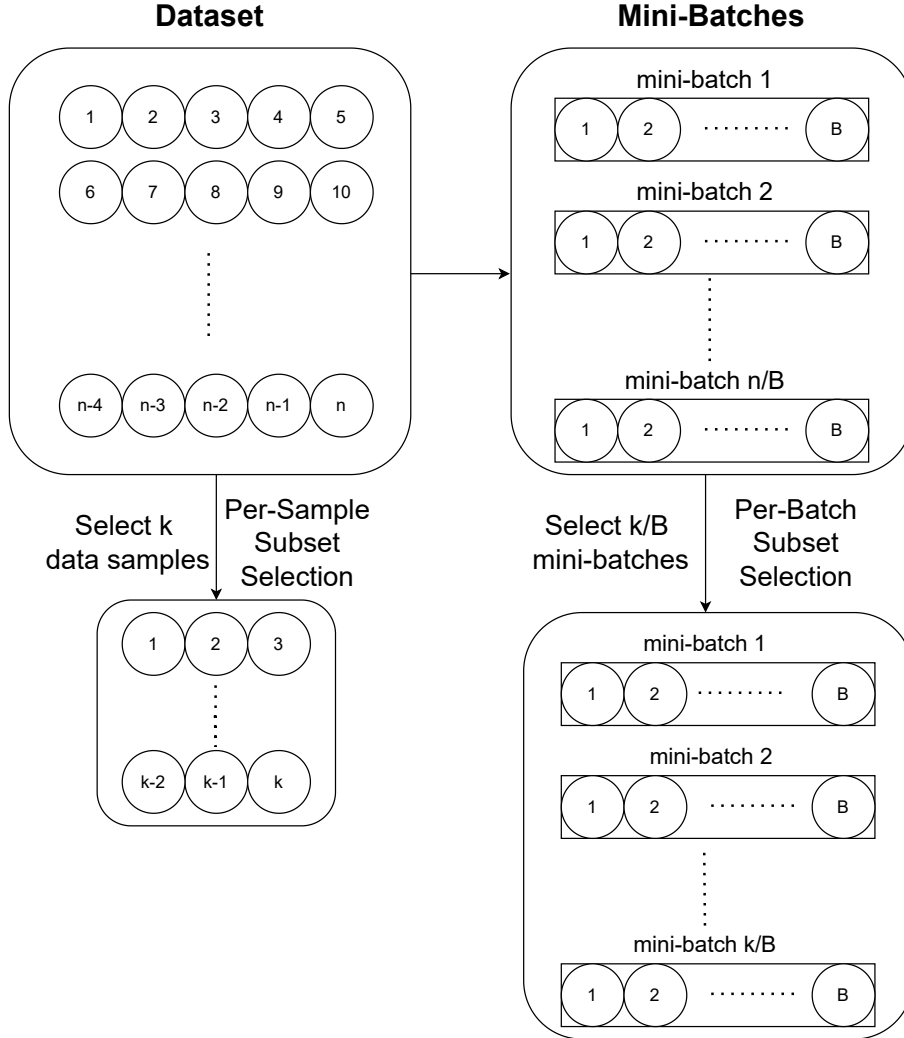 Dataset
1 2 3 4 5
6 7 8 9 10
n-4 n-3 n-2 n-1 n
Select k
data samples
Per-Sample
Subset
Selection
1 2 3
k-2 k-1 k
Mini-Batches
mini-batch 1
1 2 ......... B
mini-batch 2
1 2 ......... B
mini-batch n/B
1 2 ......... B
Select k/B
mini-batches
Per-Batch
Subset
Selection
mini-batch 1
1 2 ......... B
mini-batch 2
1 2 ......... B
mini-batch k/B
1 2 ......... B